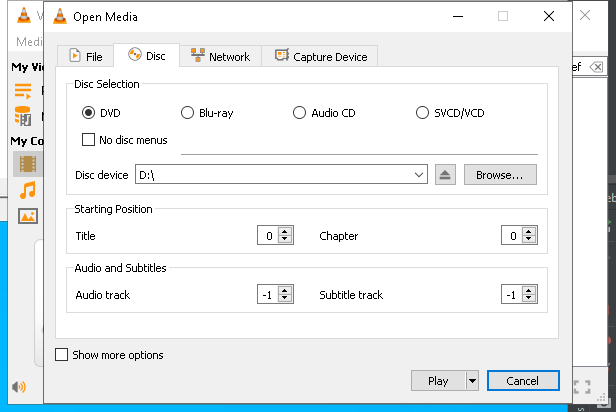 Open Media
Medi
ef
My Vi
My Co
File
Disc
Network
Capture Device
Disc Selection
DVD
Blu-ray
Audio CD
SVCD/VCD
No disc menus
Disc device
D:\
Browse...
Starting Position
Title
0
Chapter
0
Audio and Subtitles
Audio track
-1
Subtitle track
-1
Show more options
Play
Cancel